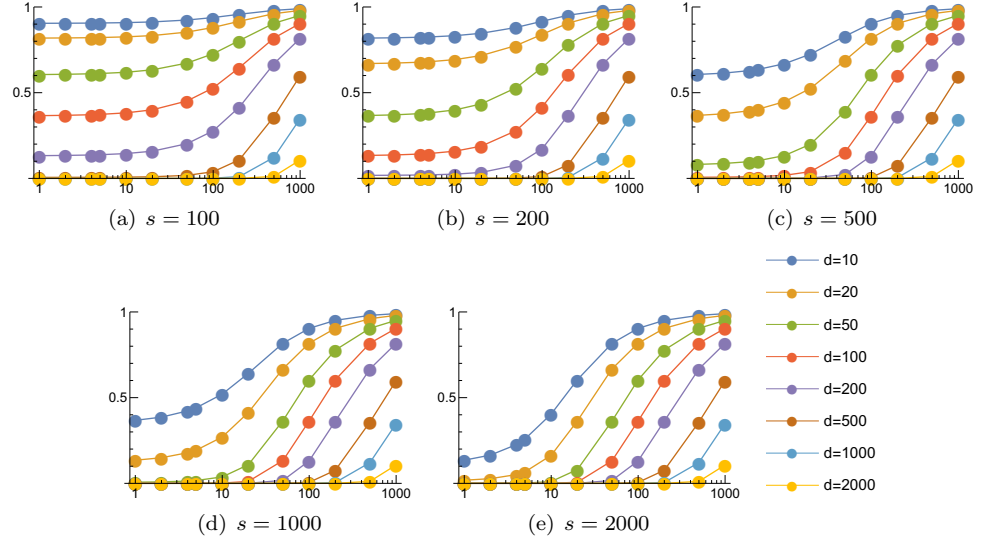 1
0.5
1 10 100 1000
(a) s = 100
1
0.5
1 10 100 1000
(b) s = 200
1
0.5
1 10 100 1000
(c) s = 500
1
0.5
1 10 100 1000
(d) s = 1000
1
0.5
1 10 100 1000
(e) s = 2000
d=10
d=20
d=50
d=100
d=200
d=500
d=1000
d=2000